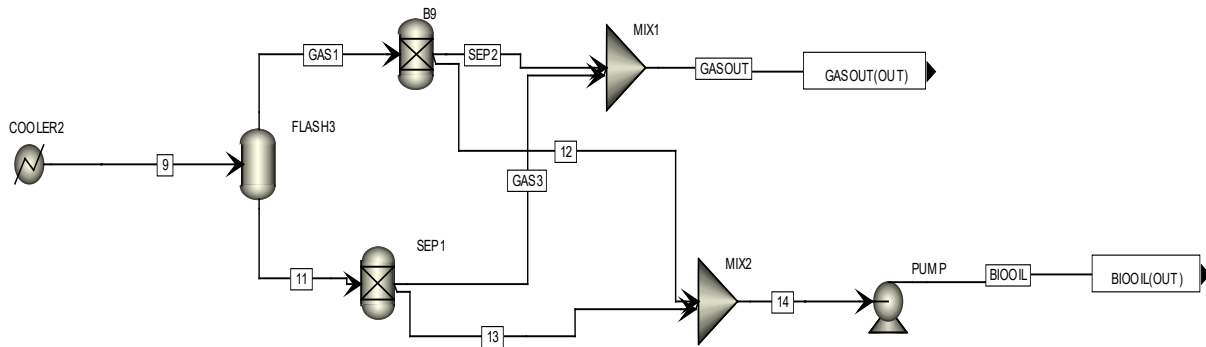 B9
MIX1
GAS1
SEP2
GASOUT
GASOUT(OUT)
COOLER2
FLASH3
9
12
GAS3
SEP1
MIX2
11
PUMP
BIOOIL
BIOOIL(OUT)
14
13